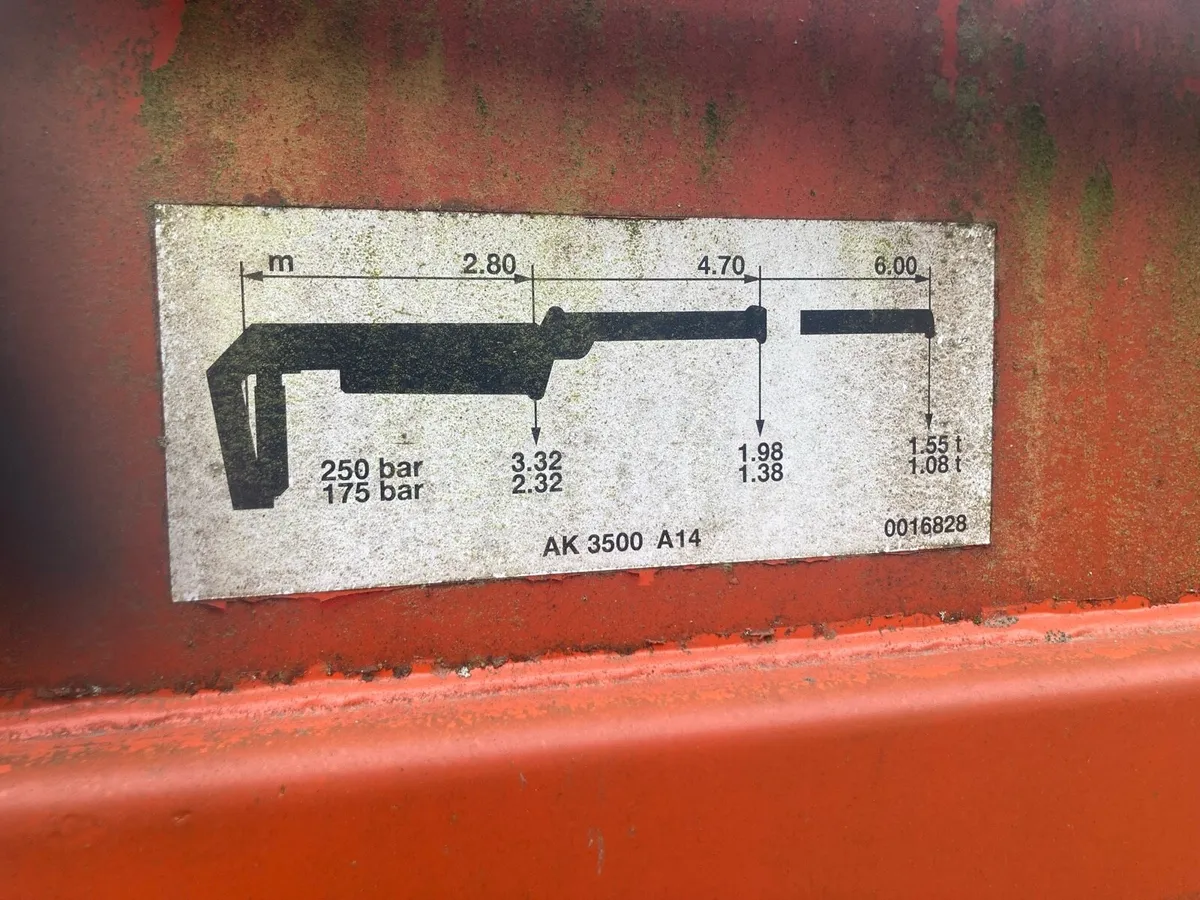 m 2.80 4.70 6.00
250 bar 3.32 1.98 1.55 t
175 bar 2.32 1.38 1.08 t
AK 3500 A14 0016828